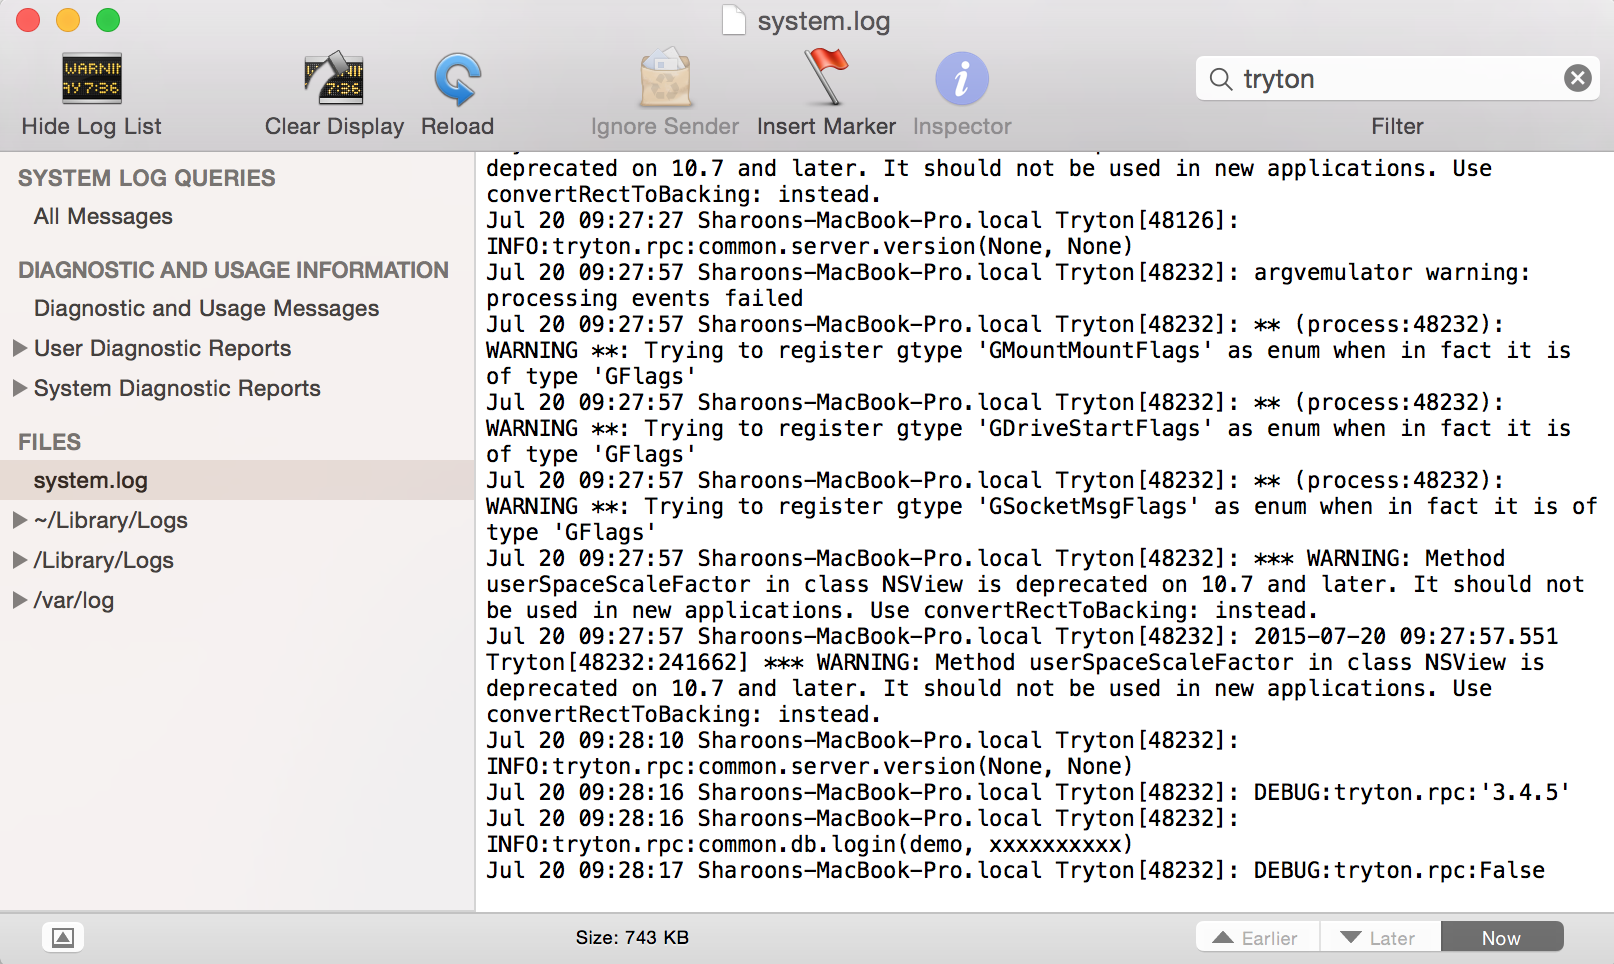 system.log
WARNIN
AY 7:36
Hide Log List
Clear Display
Reload
Ignore Sender
Insert Marker
Inspector
tryton
Filter
SYSTEM LOG QUERIES
All Messages
DIAGNOSTIC AND USAGE INFORMATION
Diagnostic and Usage Messages
User Diagnostic Reports
System Diagnostic Reports
FILES
system.log
~/Library/Logs
/Library/Logs
/var/log
deprecated on 10.7 and later. It should not be used in new applications. Use
convertRectToBacking: instead.
Jul 20 09:27:27 Sharoons-MacBook-Pro.local Tryton[48126]:
INFO:tryton.rpc:common.server.version(None, None)
Jul 20 09:27:57 Sharoons-MacBook-Pro.local Tryton[48232]: argvemulator warning:
processing events failed
Jul 20 09:27:57 Sharoons-MacBook-Pro.local Tryton[48232]: ** (process:48232):
WARNING **: Trying to register gtype 'GMountMountFlags' as enum when in fact it is
of type 'GFlags'
Jul 20 09:27:57 Sharoons-MacBook-Pro.local Tryton[48232]: ** (process:48232):
WARNING **: Trying to register gtype 'GDriveStartFlags' as enum when in fact it is
of type 'GFlags'
Jul 20 09:27:57 Sharoons-MacBook-Pro.local Tryton[48232]: ** (process:48232):
WARNING **: Trying to register gtype 'GSocketMsgFlags' as enum when in fact it is of
type 'GFlags'
Jul 20 09:27:57 Sharoons-MacBook-Pro.local Tryton[48232]: *** WARNING: Method
userSpaceScaleFactor in class NSView is deprecated on 10.7 and later. It should not
be used in new applications. Use convertRectToBacking: instead.
Jul 20 09:27:57 Sharoons-MacBook-Pro.local Tryton[48232]: 2015-07-20 09:27:57.551
Tryton[48232:241662] *** WARNING: Method userSpaceScaleFactor in class NSView is
deprecated on 10.7 and later. It should not be used in new applications. Use
convertRectToBacking: instead.
Jul 20 09:28:10 Sharoons-MacBook-Pro.local Tryton[48232]:
INFO:tryton.rpc:common.server.version(None, None)
Jul 20 09:28:16 Sharoons-MacBook-Pro.local Tryton[48232]: DEBUG:tryton.rpc:'3.4.5'
Jul 20 09:28:16 Sharoons-MacBook-Pro.local Tryton[48232]:
INFO:tryton.rpc:common.db.login(demo, xxxxxxxxxx)
Jul 20 09:28:17 Sharoons-MacBook-Pro.local Tryton[48232]: DEBUG:tryton.rpc:False
Size: 743 KB
Earlier
Later
Now